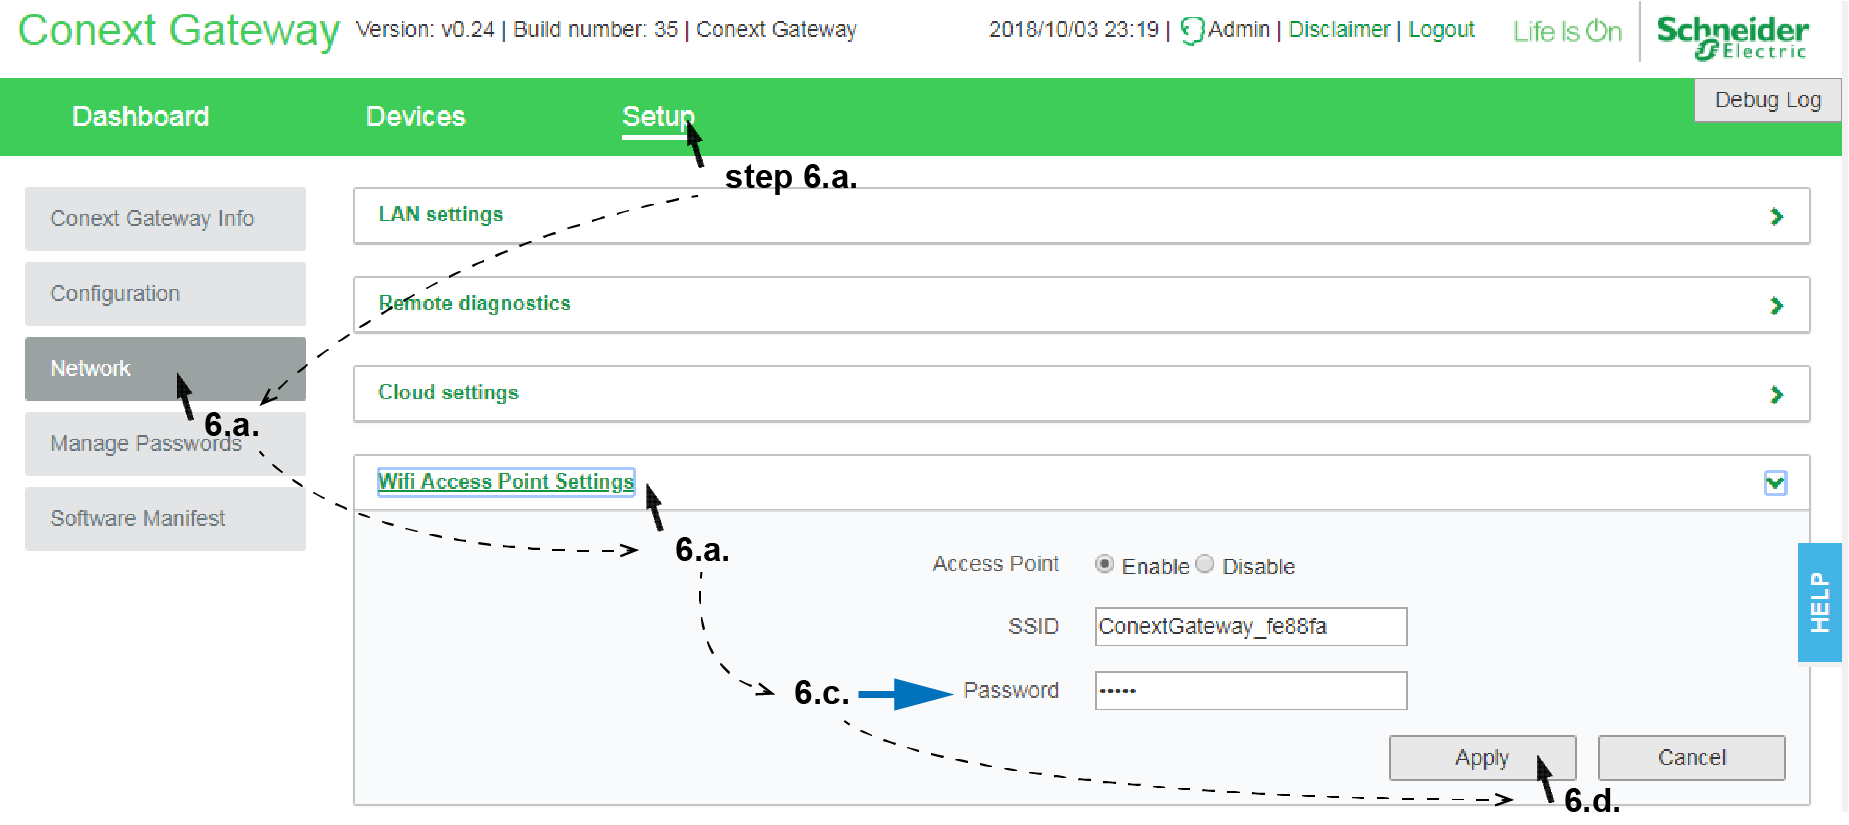 Conext Gateway Version: v0.24 | Build number: 35 | Conext Gateway 2018/10/03 23:19 | Admin | Disclaimer | Logout Life Is On Schneider Electric
Debug Log
Dashboard Devices Setup
step 6.a.
Conext Gateway Info
Configuration
Network
6.a.
Manage Passwords
Software Manifest
LAN settings
Remote diagnostics
Cloud settings
Wifi Access Point Settings
6.a.
Access Point Enable Disable
SSID ConextGateway_fe88fa
6.c. Password •••••
Apply Cancel
6.d.
HELP